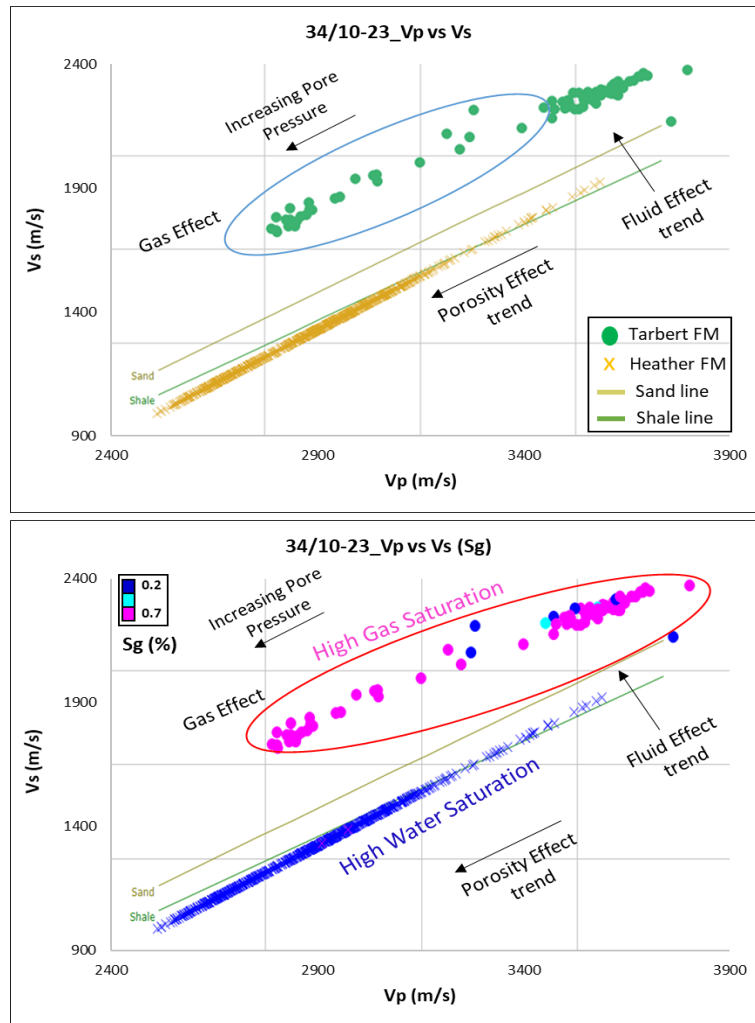 34/10-23_Vp vs Vs
2400
1900
1400
900
Vs (m/s)
Increasing Pore
Pressure
Gas Effect
Fluid Effect
trend
Porosity Effect
trend
Sand
Shale
Tarbert FM
Heather FM
Sand line
Shale line
2400
2900
3400
3900
Vp (m/s)
34/10-23_Vp vs Vs (Sg)
0.2
0.7
Sg (%)
2400
1900
1400
900
Vs (m/s)
Increasing Pore
Pressure
High Gas Saturation
Gas Effect
Fluid Effect
trend
High Water Saturation
Porosity Effect
trend
Sand
Shale
2400
2900
3400
3900
Vp (m/s)